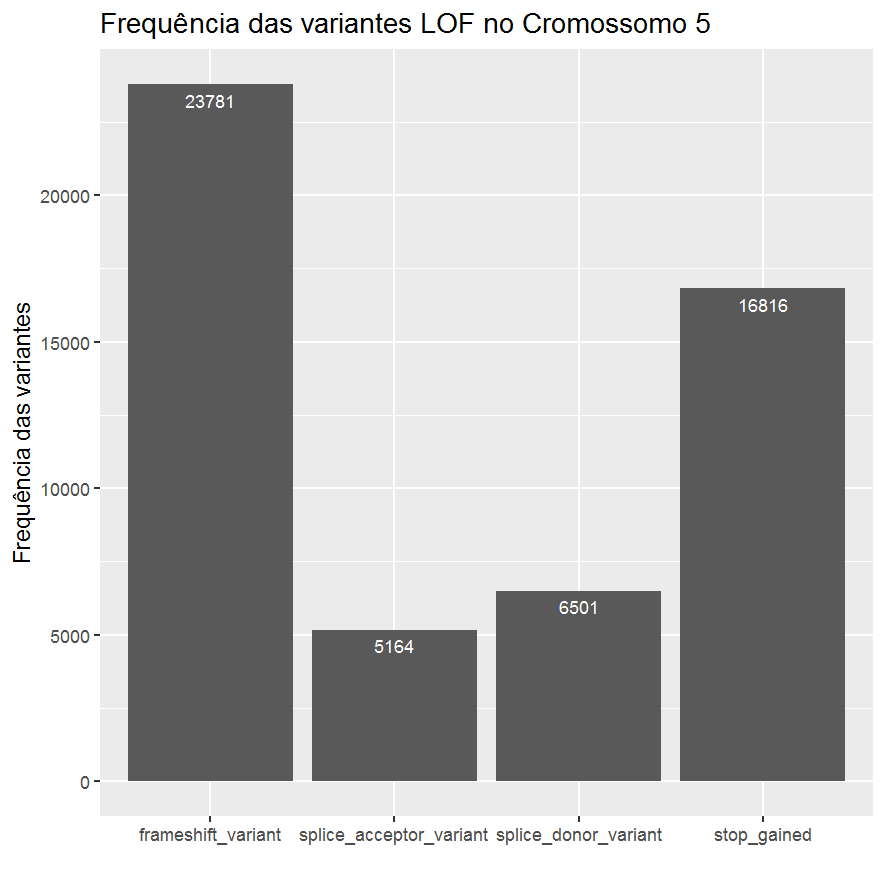 Frequência das variantes LOF no Cromossomo 5
Frequência das variantes
20000
15000
10000
5000
0
23781
5164
6501
16816
frameshift_variant
splice_acceptor_variant
splice_donor_variant
stop_gained